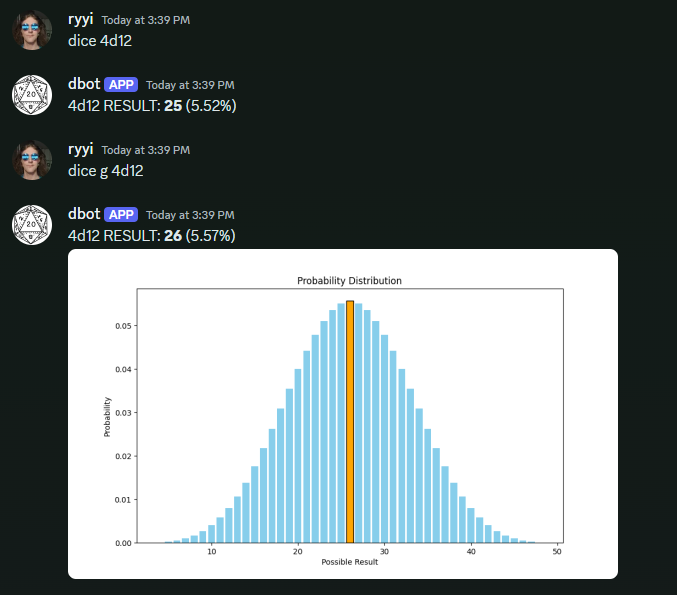 ryyi Today at 3:39 PM
dice 4d12
dbot APP Today at 3:39 PM
4d12 RESULT: 25 (5.52%)
ryyi Today at 3:39 PM
dice g 4d12
20
dbot APP Today at 3:39 PM
4d12 RESULT: 26 (5.57%)
20
Probability Distribution
Probability
0.05
0.04
0.03
0.02
0.01
0.00
10 20 30 40 50
Possible Result